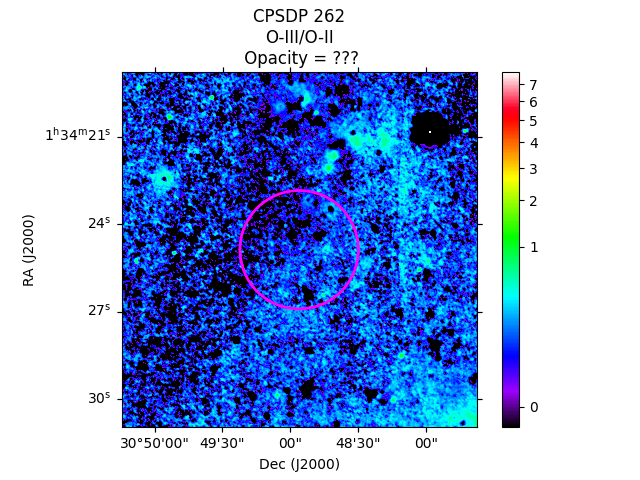 CPSDP 262
O-III/O-II
Opacity = ???
1h34m21s
24s
27s
30s
RA (J2000)
30°50'00" 49'30" 00" 48'30" 00"
Dec (J2000)
7
6
5
4
3
2
1
0